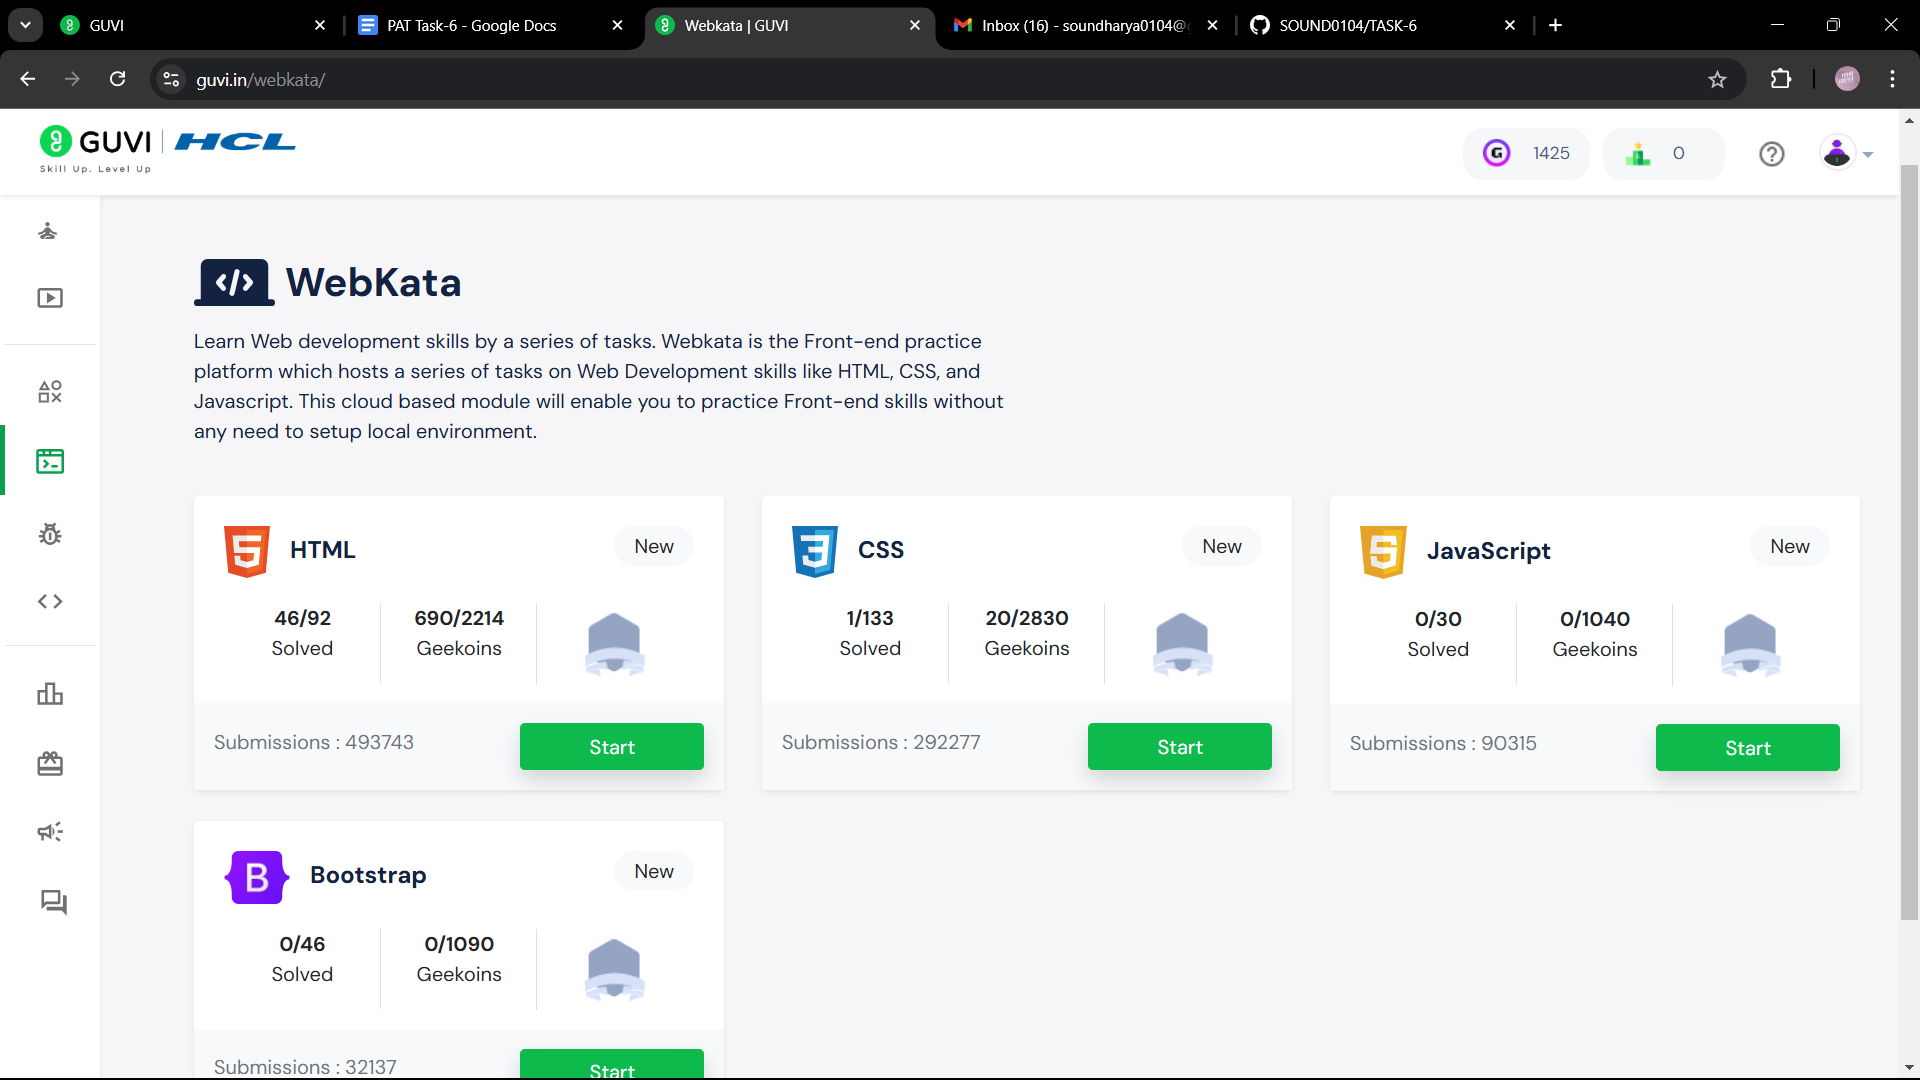 GUVI
PAT Task-6 - Google Docs
Webkata | GUVI
Inbox (16) - soundharya0104@
SOUND0104/TASK-6
guvi.in/webkata/
GUVI | HCL
Skill Up. Level Up
1425
0
WebKata
Learn Web development skills by a series of tasks. Webkata is the Front-end practice
platform which hosts a series of tasks on Web Development skills like HTML, CSS, and
Javascript. This cloud based module will enable you to practice Front-end skills without
any need to setup local environment.
HTML
New
46/92
Solved
690/2214
Geekoins
Submissions : 493743
Start
CSS
New
1/133
Solved
20/2830
Geekoins
Submissions : 292277
Start
JavaScript
New
0/30
Solved
0/1040
Geekoins
Submissions : 90315
Start
B
Bootstrap
New
0/46
Solved
0/1090
Geekoins
Submissions : 32137
Start